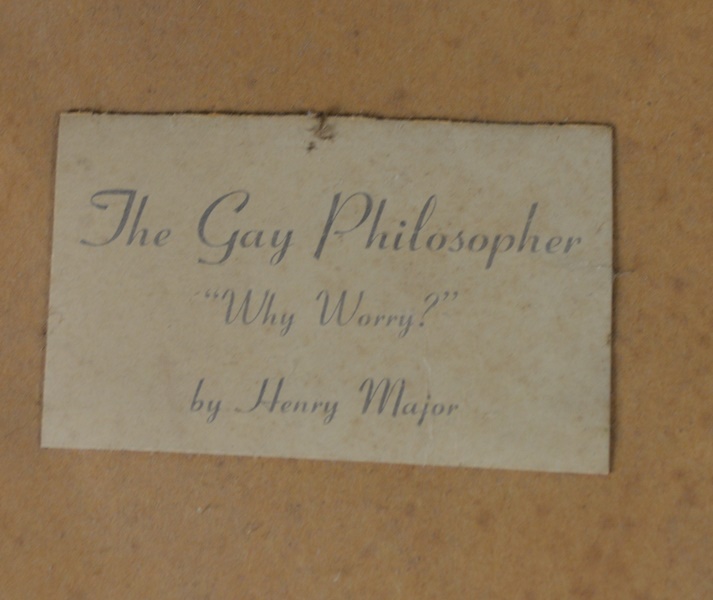 The Gay Philosopher
“Why Worry?”
by Henry Major